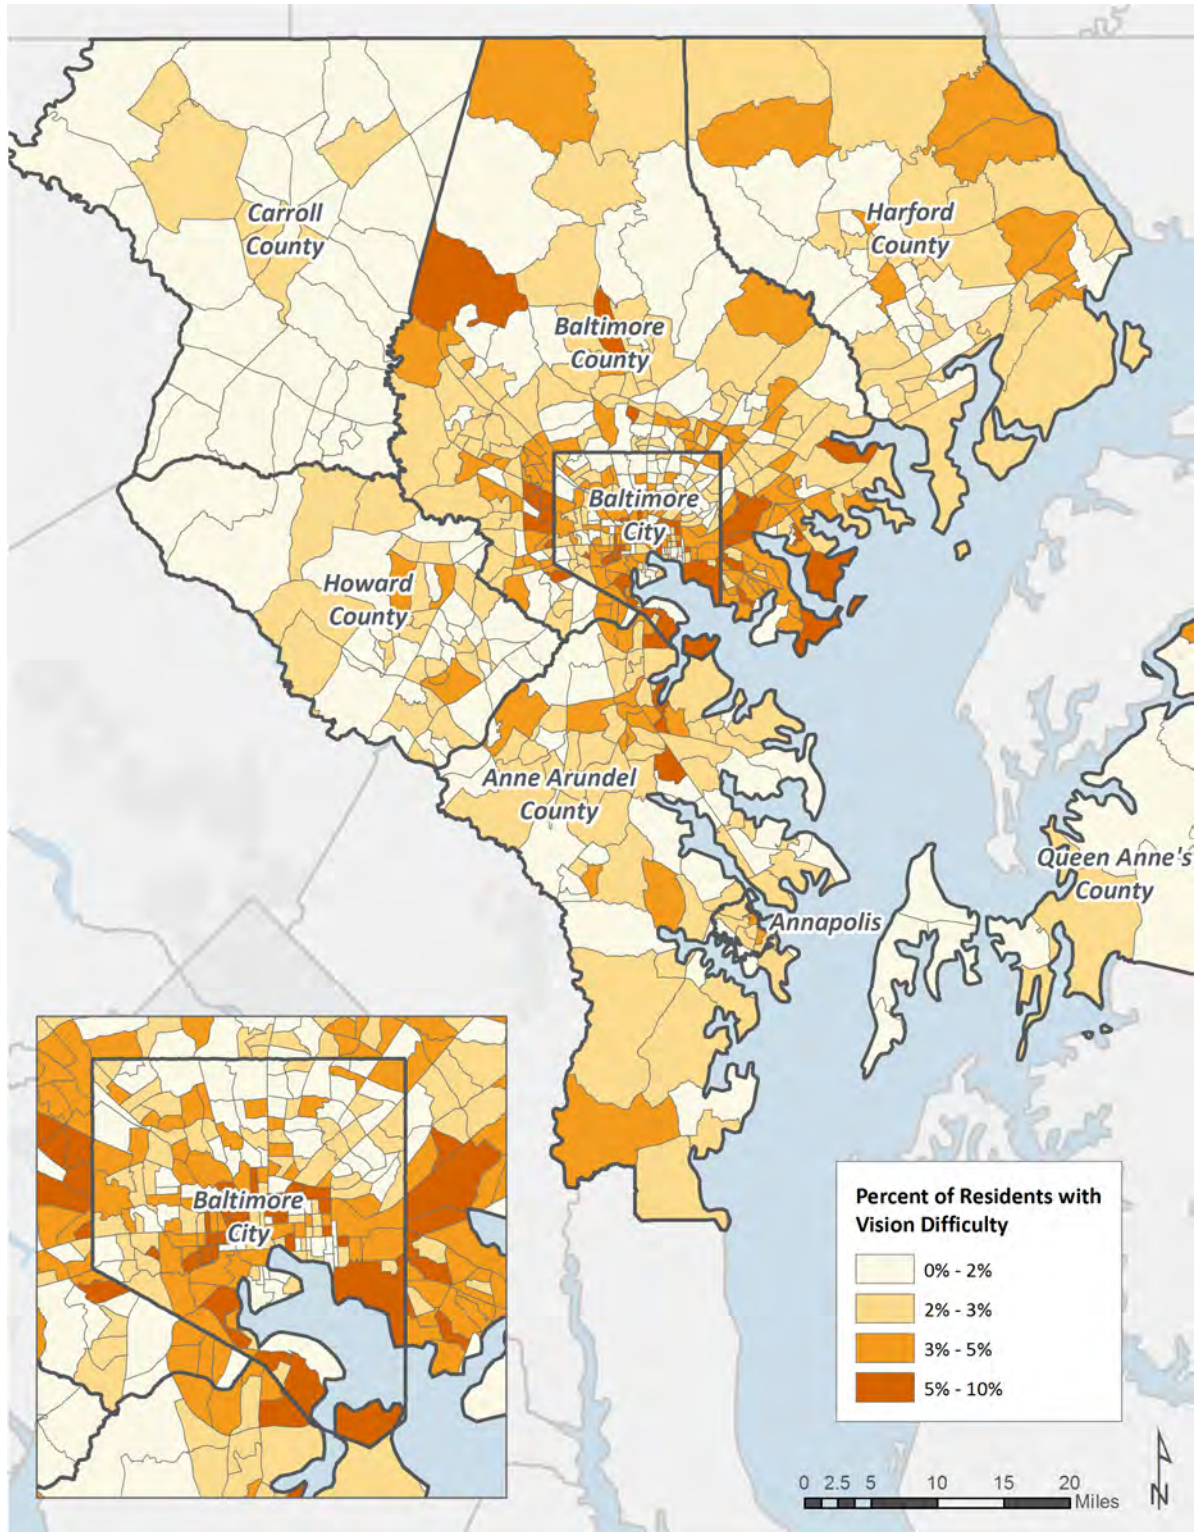 Carroll
County
Harford
County
Baltimore
County
Baltimore
City
Howard
County
Anne Arundel
County
Queen Anne's
County
Annapolis
Baltimore
City
Percent of Residents with
Vision Difficulty
0% - 2%
2% - 3%
3% - 5%
5% - 10%
0 2.5 5 10 15 20
Miles
N